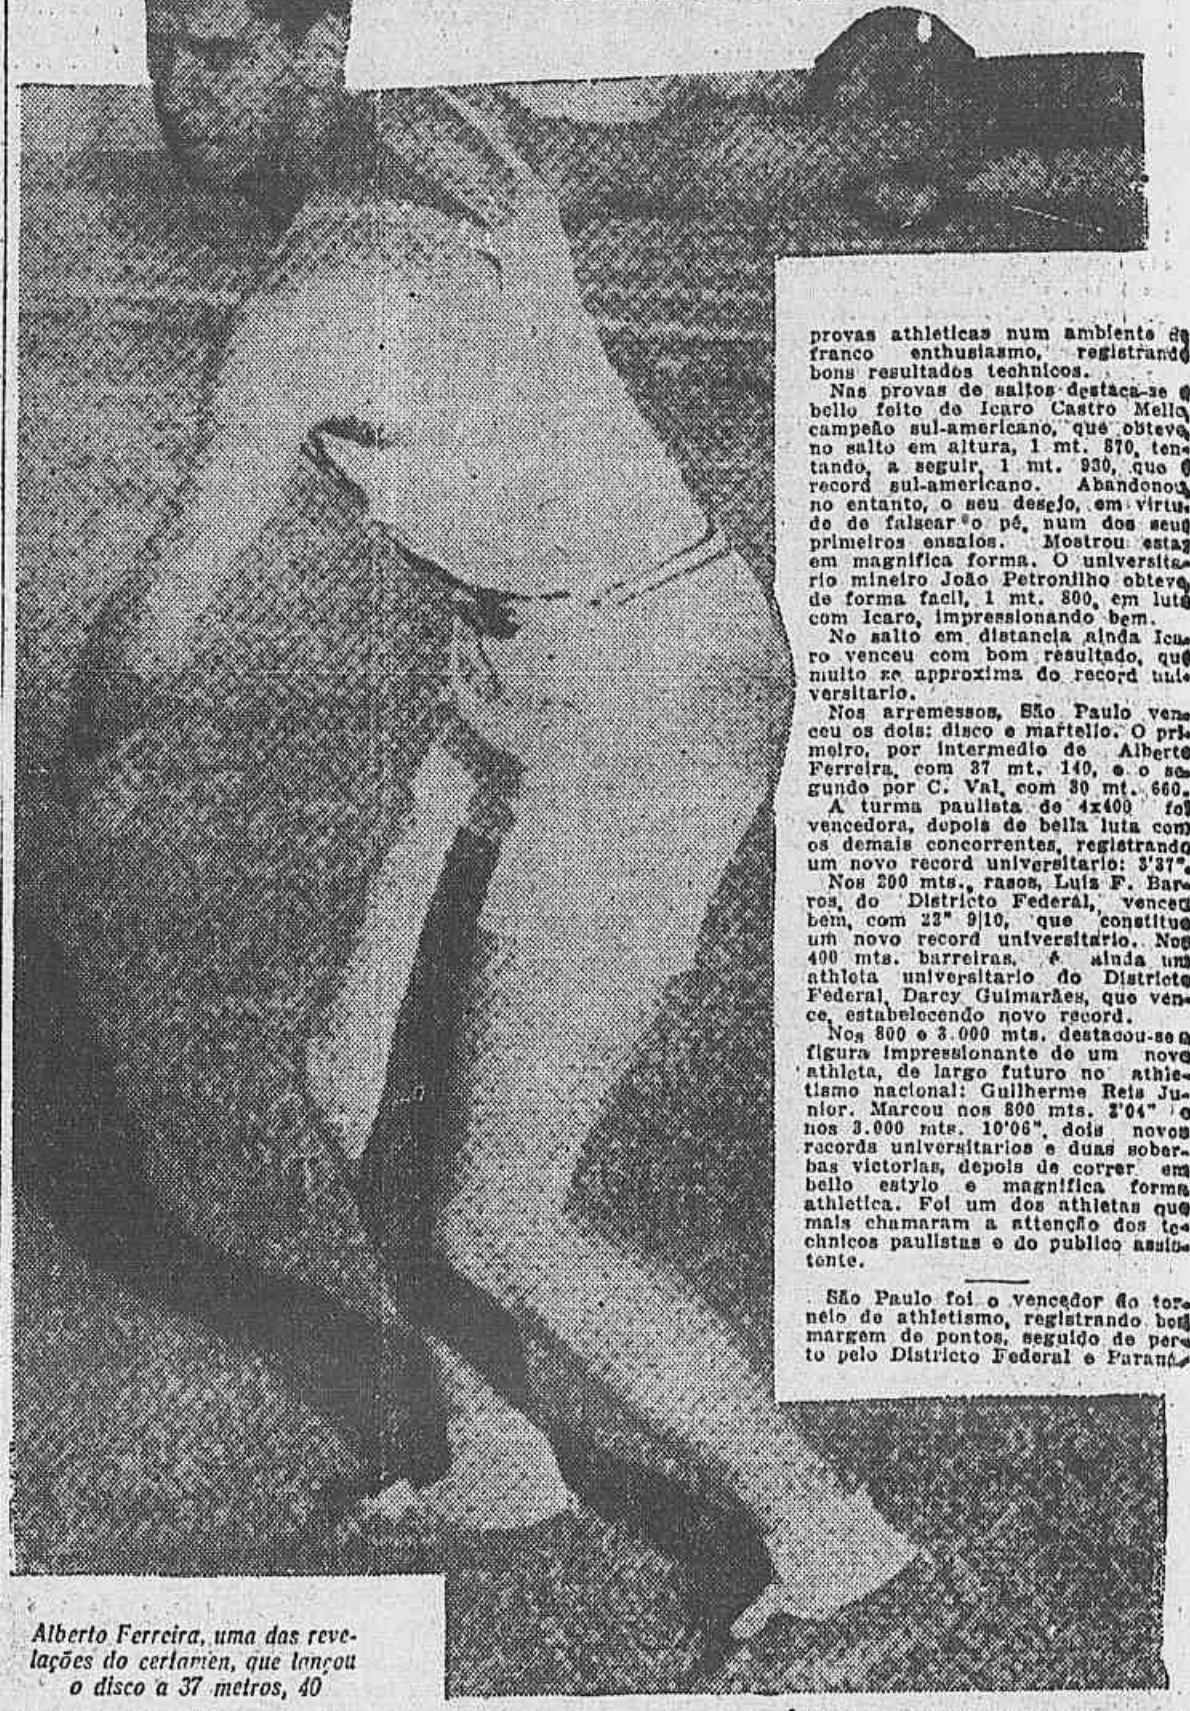 provas athleticas num ambiente de
franco enthusiasmo, registrando
bons resultados technicos.
Nas provas de saltos destaca-se o
bello feito de Icaro Castro Mello,
campeão sul-americano, que obteve,
no salto em altura, 1 mt. 870, ten-
tando, a seguir, 1 mt. 930, que é
record sul-americano. Abandonou,
no entanto, o seu desejo, em virtu-
de de falsear o pé, num dos seus
primeiros ensaios. Mostrou estar
em magnifica forma. O universita-
rio mineiro João Petronilho obteve,
de forma facil, 1 mt. 800, em luta
com Icaro, impressionando bem.
No salto em distancia ainda Ica-
ro venceu com bom resultado, que
muito se approxima do record uni-
versitario.
Nos arremessos, São Paulo ven-
ceu os dois: disco e martello. O pri-
meiro, por intermedio de Alberto
Ferreira, com 37 mt. 140, e o se-
gundo por C. Val, com 30 mt. 660.
A turma paulista de 4x400 foi
vencedora, depois de bella luta com
os demais concorrentes, registrando
um novo record universitario: 3'37".
Nos 200 mts., rasos, Luiz F. Bar-
ros, do Districto Federal, venceu
bem, com 23" 9|10, que constitue
um novo record universitario. Nos
400 mts. barreiras, é ainda um
athleta universitario do Districto
Federal, Darcy Guimarães, que ven-
ce, estabelecendo novo record.
Nos 800 e 3.000 mts. destacou-se a
figura impressionante de um novo
athleta, de largo futuro no athle-
tismo nacional: Guilherme Reis Ju-
nior. Marcou nos 800 mts. 2'04" e
nos 3.000 mts. 10'06", dois novos
records universitarios e duas sober-
bas victorias, depois de correr em
bello estylo e magnifica forma
athletica. Foi um dos athletas que
mais chamaram a attenção dos te-
chnicos paulistas e do publico assis-
tente.
São Paulo foi o vencedor do tor-
neio de athletismo, registrando boa
margem de pontos, seguido de per-
to pelo Districto Federal e Paraná.
Alberto Ferreira, uma das reve-
lações do certamen, que lançou
o disco a 37 metros, 40